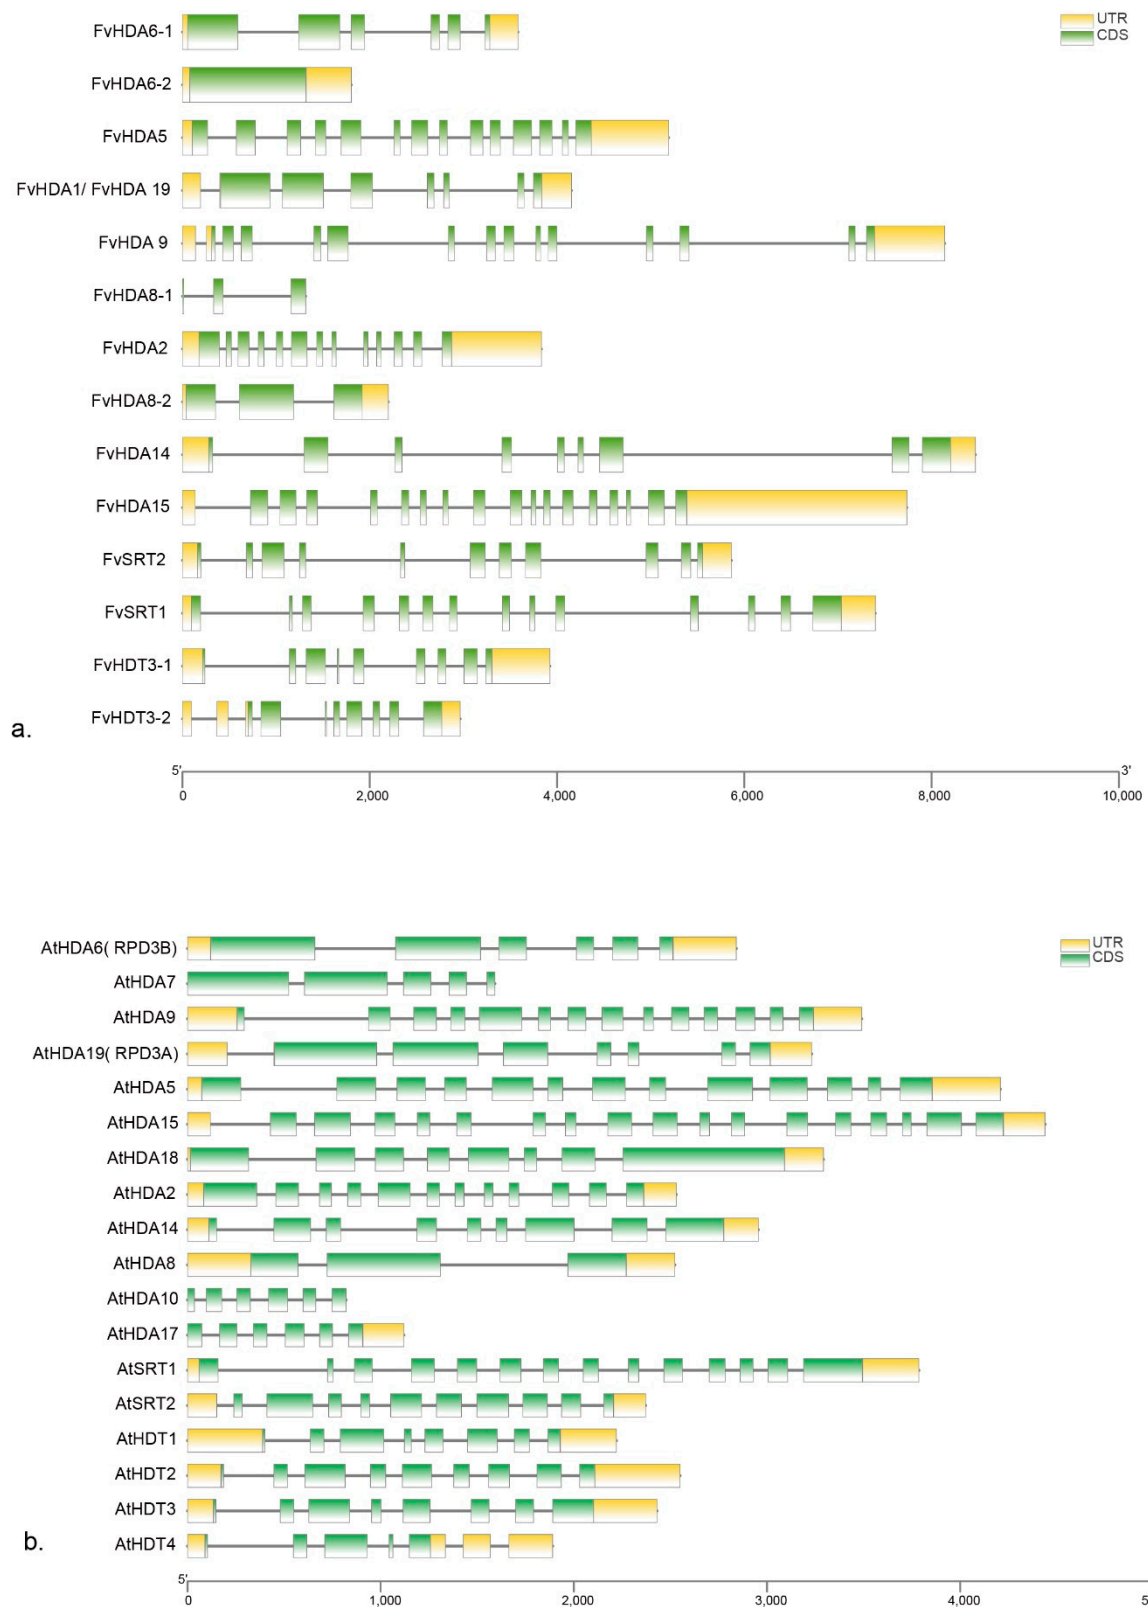 FvHDA6-1
UTR
CDS
FvHDA6-2
FvHDA5
FvHDA1/ FvHDA 19
FvHDA 9
FvHDA8-1
FvHDA2
FvHDA8-2
FvHDA14
FvHDA15
FvSRT2
FvSRT1
FvHDT3-1
FvHDT3-2
a.
5' 3'
0 2,000 4,000 6,000 8,000 10,000
AtHDA6( RPD3B)
UTR
CDS
AtHDA7
AtHDA9
AtHDA19( RPD3A)
AtHDA5
AtHDA15
AtHDA18
AtHDA2
AtHDA14
AtHDA8
AtHDA10
AtHDA17
AtSRT1
AtSRT2
AtHDT1
AtHDT2
AtHDT3
AtHDT4
b.
5'
0 1,000 2,000 3,000 4,000 5